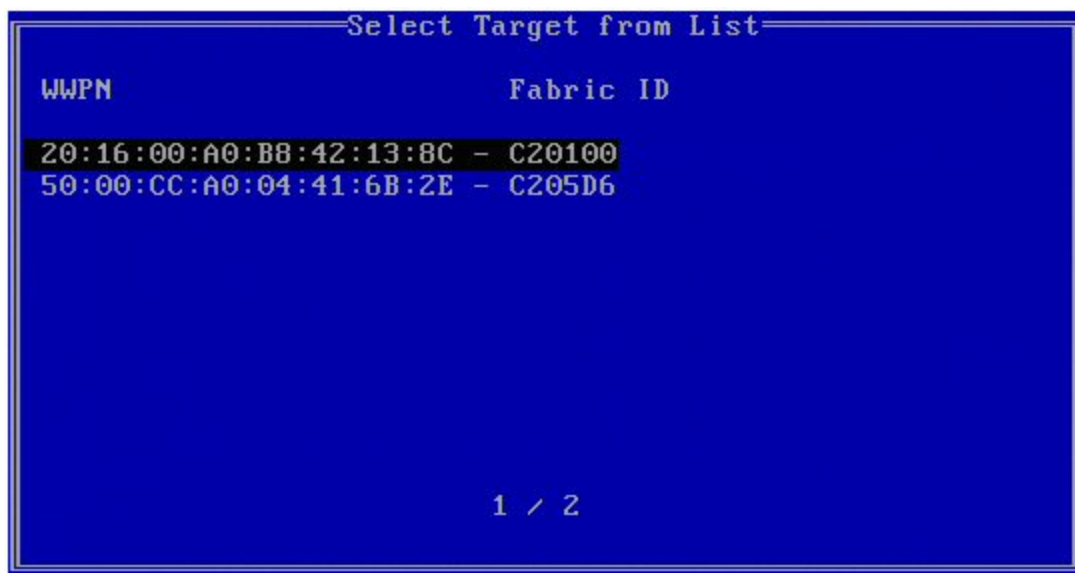 Select Target from List
WWPN Fabric ID
20:16:00:A0:B8:42:13:8C - C20100
50:00:CC:A0:04:41:6B:2E - C205D6
1 / 2